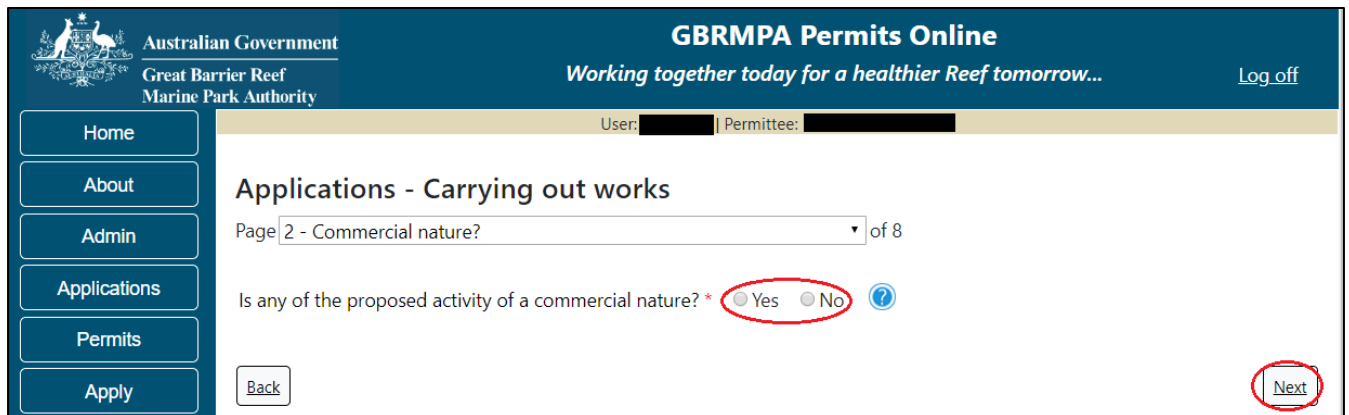 Australian Government
Great Barrier Reef
Marine Park Authority
GBRMPA Permits Online
Working together today for a healthier Reef tomorrow...
Log off
User: | Permittee:
Home
About
Admin
Applications
Permits
Apply
Applications - Carrying out works
Page 2 - Commercial nature? of 8
Is any of the proposed activity of a commercial nature? * Yes No ?
Back
Next